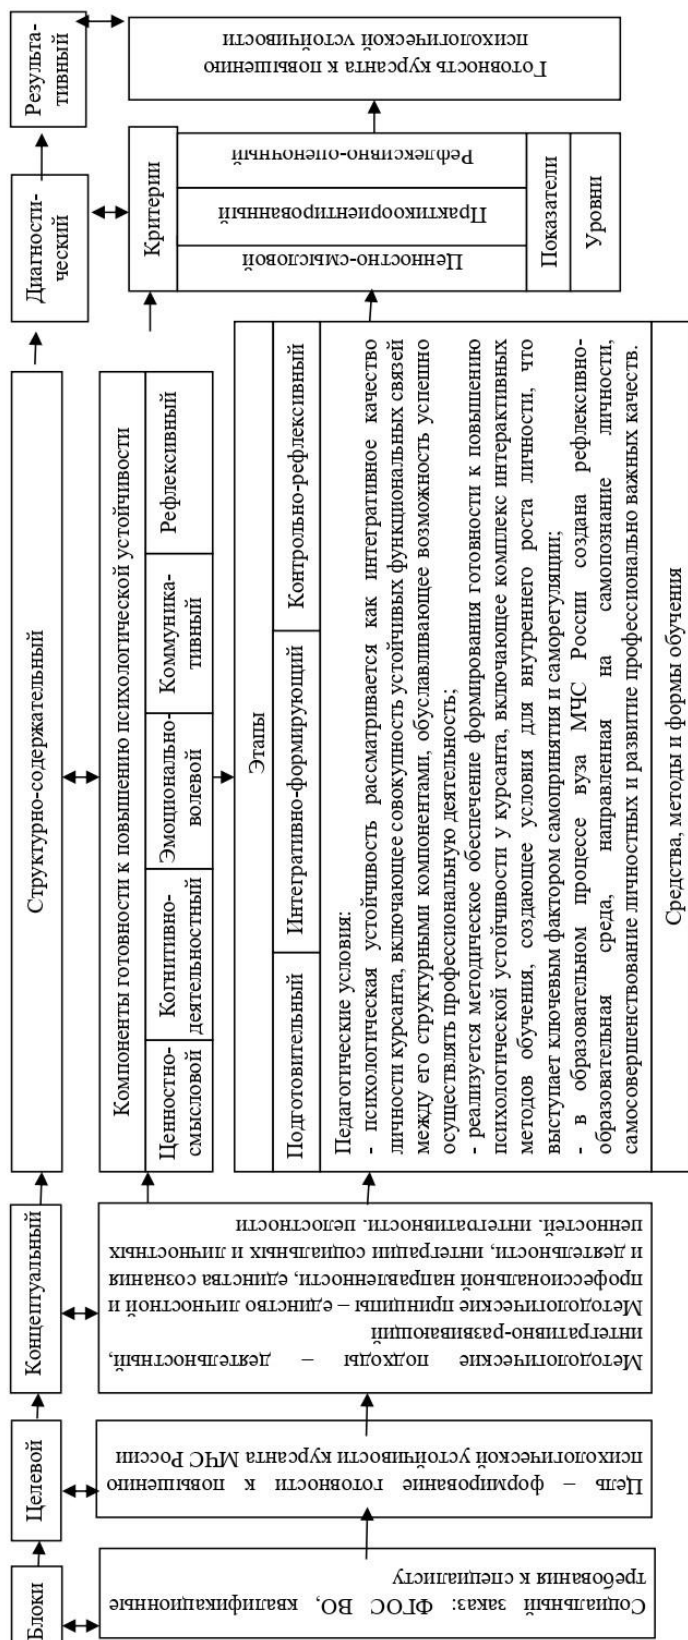 Блоки
Целевой
Концептуальный
Структурно-содержательный
Диагности-
ческий
Результа-
тивный
Социальный заказ: ФГОС ВО, квалификационные
требования к специалисту
Цель – формирование готовности к повышению
психологической устойчивости курсанта МЧС России
Методологические подходы – деятельностный,
интегративно-развивающий
Методологические принципы – единство личностной и
профессиональной направленности, единства сознания
и деятельности, интеграции социальных и личностных
ценностей. интегративности. целостности
Компоненты готовности к повышению психологической устойчивости
Ценностно-
смысловой
Когнитивно-
деятельностный
Эмоционально-
волевой
Коммуника-
тивный
Рефлексивный
Этапы
Подготовительный
Интегративно-формирующий
Контрольно-рефлексивный
Педагогические условия:
- психологическая устойчивость рассматривается как интегративное качество
личности курсанта, включающее совокупность устойчивых функциональных связей
между его структурными компонентами, обуславливающее возможность успешно
осуществлять профессиональную деятельность;
- реализуется методическое обеспечение формирования готовности к повышению
психологической устойчивости у курсанта, включающее комплекс интерактивных
методов обучения, создающее условия для внутреннего роста личности, что
выступает ключевым фактором самопринятия и саморегуляции;
- в образовательном процессе вуза МЧС России создана рефлексивно-
образовательная среда, направленная на самопознание личности,
самосовершенствование личностных и развитие профессионально важных качеств.
Средства, методы и формы обучения
Критерии
Ценностно-смысловой
Практикоориентированный
Рефлексивно-оценочный
Показатели
Уровни
Готовность курсанта к повышению
психологической устойчивости